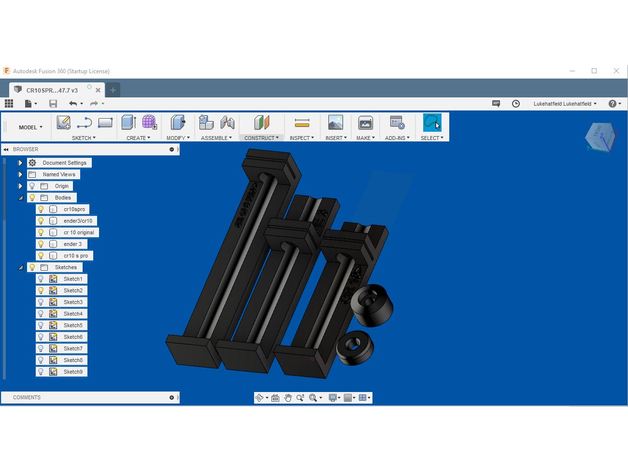 Autodesk Fusion 360 (Startup License)
CR10SPR...47.7 v3
Lukehatfield Lukehatfield
MODEL
SKETCH
CREATE
MODIFY
ASSEMBLE
CONSTRUCT
INSPECT
INSERT
MAKE
ADD-INS
SELECT
BROWSER
Document Settings
Named Views
Origin
Bodies
cr10spro
ender3/cr10
cr 10 original
ender 3
cr10 s pro
Sketches
Sketch1
Sketch2
Sketch3
Sketch4
Sketch5
Sketch6
Sketch7
Sketch8
Sketch9
COMMENTS